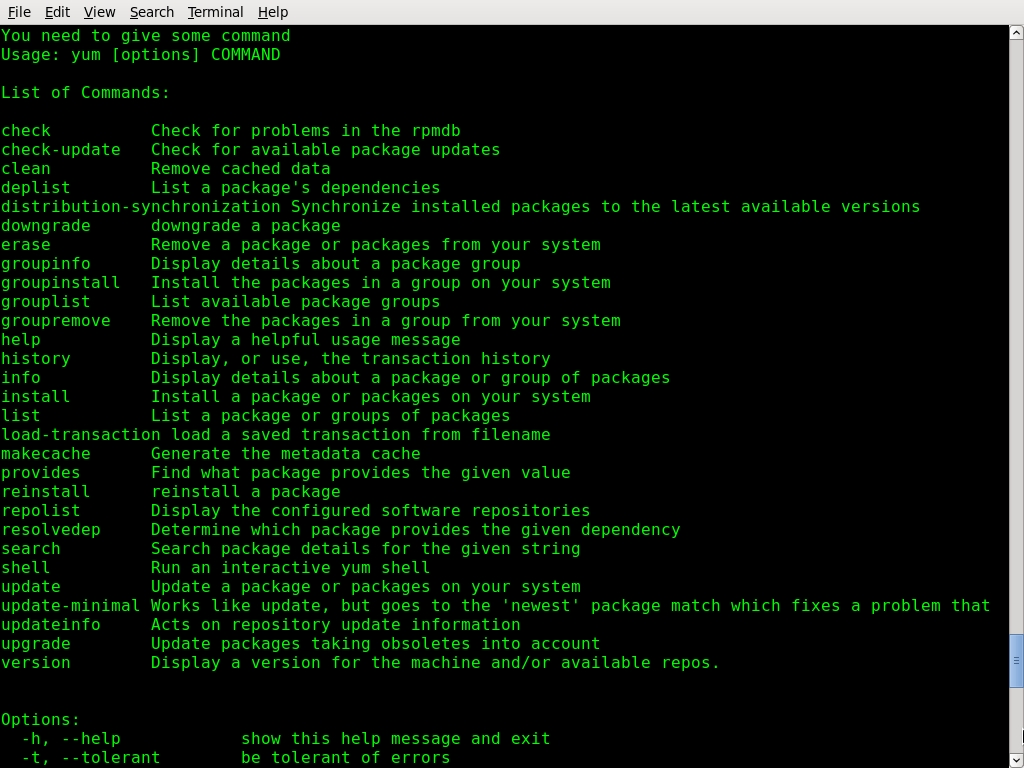 File Edit View Search Terminal Help
You need to give some command
Usage: yum [options] COMMAND

List of Commands:

check          Check for problems in the rpmdb
check-update   Check for available package updates
clean          Remove cached data
deplist        List a package's dependencies
distribution-synchronization Synchronize installed packages to the latest available versions
downgrade      downgrade a package
erase          Remove a package or packages from your system
groupinfo      Display details about a package group
groupinstall   Install the packages in a group on your system
grouplist      List available package groups
groupremove    Remove the packages in a group from your system
help           Display a helpful usage message
history        Display, or use, the transaction history
info           Display details about a package or group of packages
install        Install a package or packages on your system
list           List a package or groups of packages
load-transaction load a saved transaction from filename
makecache      Generate the metadata cache
provides       Find what package provides the given value
reinstall      reinstall a package
repolist       Display the configured software repositories
resolvedep     Determine which package provides the given dependency
search         Search package details for the given string
shell          Run an interactive yum shell
update         Update a package or packages on your system
update-minimal Works like update, but goes to the 'newest' package match which fixes a problem that
updateinfo     Acts on repository update information
upgrade        Update packages taking obsoletes into account
version        Display a version for the machine and/or available repos.

Options:
  -h, --help            show this help message and exit
  -t, --tolerant        be tolerant of errors